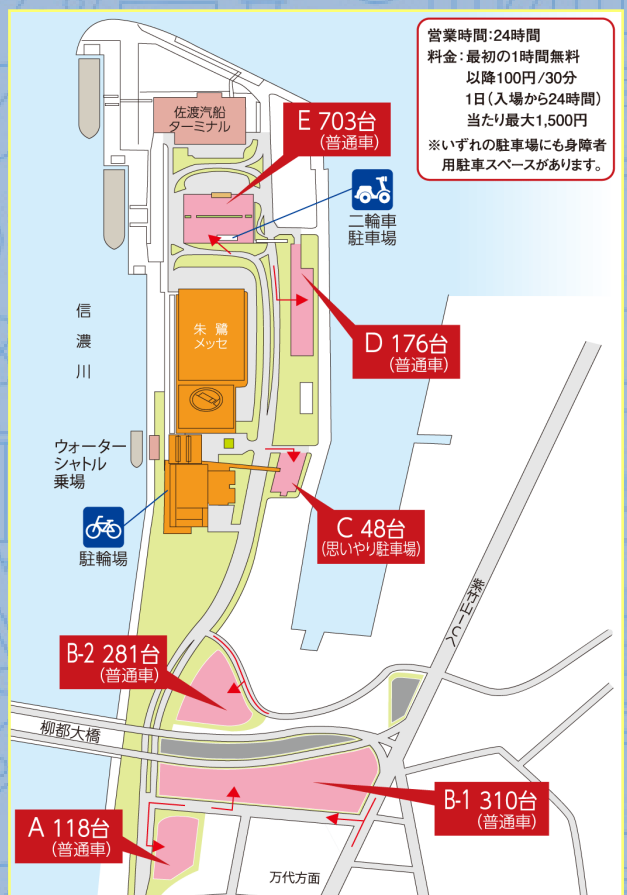 営業時間:24時間
料金:最初の1時間無料
以降100円/30分
1日(入場から24時間)
当たり最大1,500円
※いずれの駐車場にも身障者
用駐車スペースがあります。
佐渡汽船
ターミナル
E 703台
(普通車)
二輪車
駐車場
信濃川
朱鷺
メッセ
D 176台
(普通車)
ウォーター
シャトル
乗場
駐輪場
C 48台
(思いやり駐車場)
紫竹山I.Cへ
B-2 281台
(普通車)
柳都大橋
B-1 310台
(普通車)
A 118台
(普通車)
万代方面